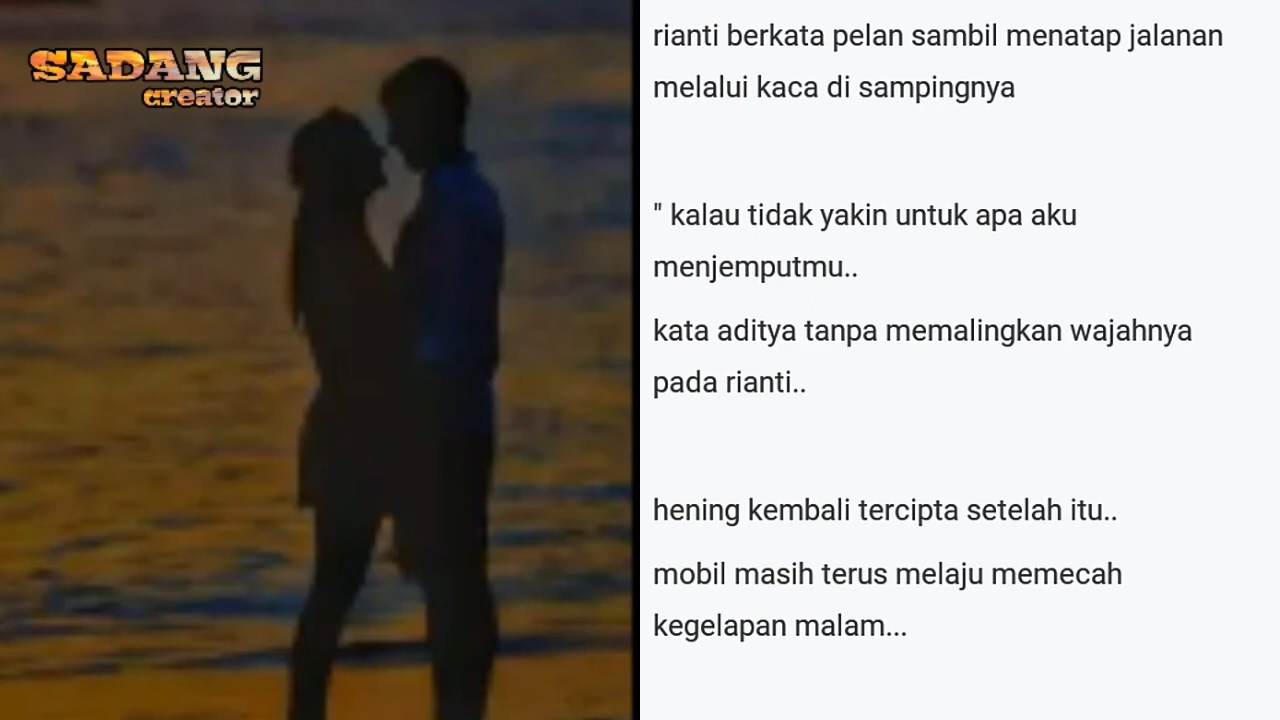 SADANG
creator
rianti berkata pelan sambil menatap jalanan
melalui kaca di sampingnya
" kalau tidak yakin untuk apa aku
menjemputmu..
kata aditya tanpa memalingkan wajahnya
pada rianti..
hening kembali tercipta setelah itu..
mobil masih terus melaju memecah
kegelapan malam...